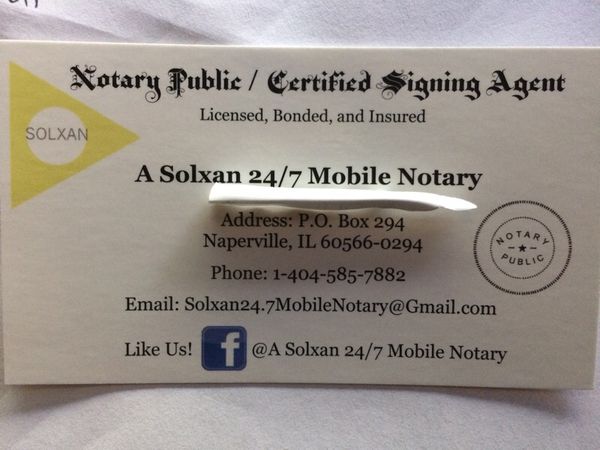 Notary Public / Certified Signing Agent
Licensed, Bonded, and Insured
SOLXAN
A Solxan 24/7 Mobile Notary
Address: P.O. Box 294
Naperville, IL 60566-0294
NOTARY
PUBLIC
Phone: 1-404-585-7882
Email: Solxan24.7MobileNotary@Gmail.com
Like Us! f @A Solxan 24/7 Mobile Notary